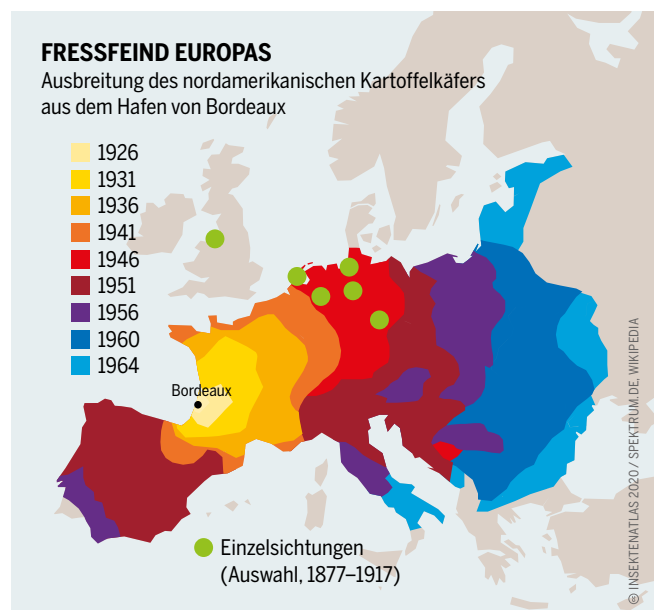 FRESSFEIND EUROPAS
Ausbreitung des nordamerikanischen Kartoffelkäfers
aus dem Hafen von Bordeaux
1926
1931
1936
1941
1946
1951
1956
1960
1964
Bordeaux
Einzelsichtungen
(Auswahl, 1877–1917)
© INSEKTENATLAS 2020 / SPEKTRUM.DE, WIKIPEDIA